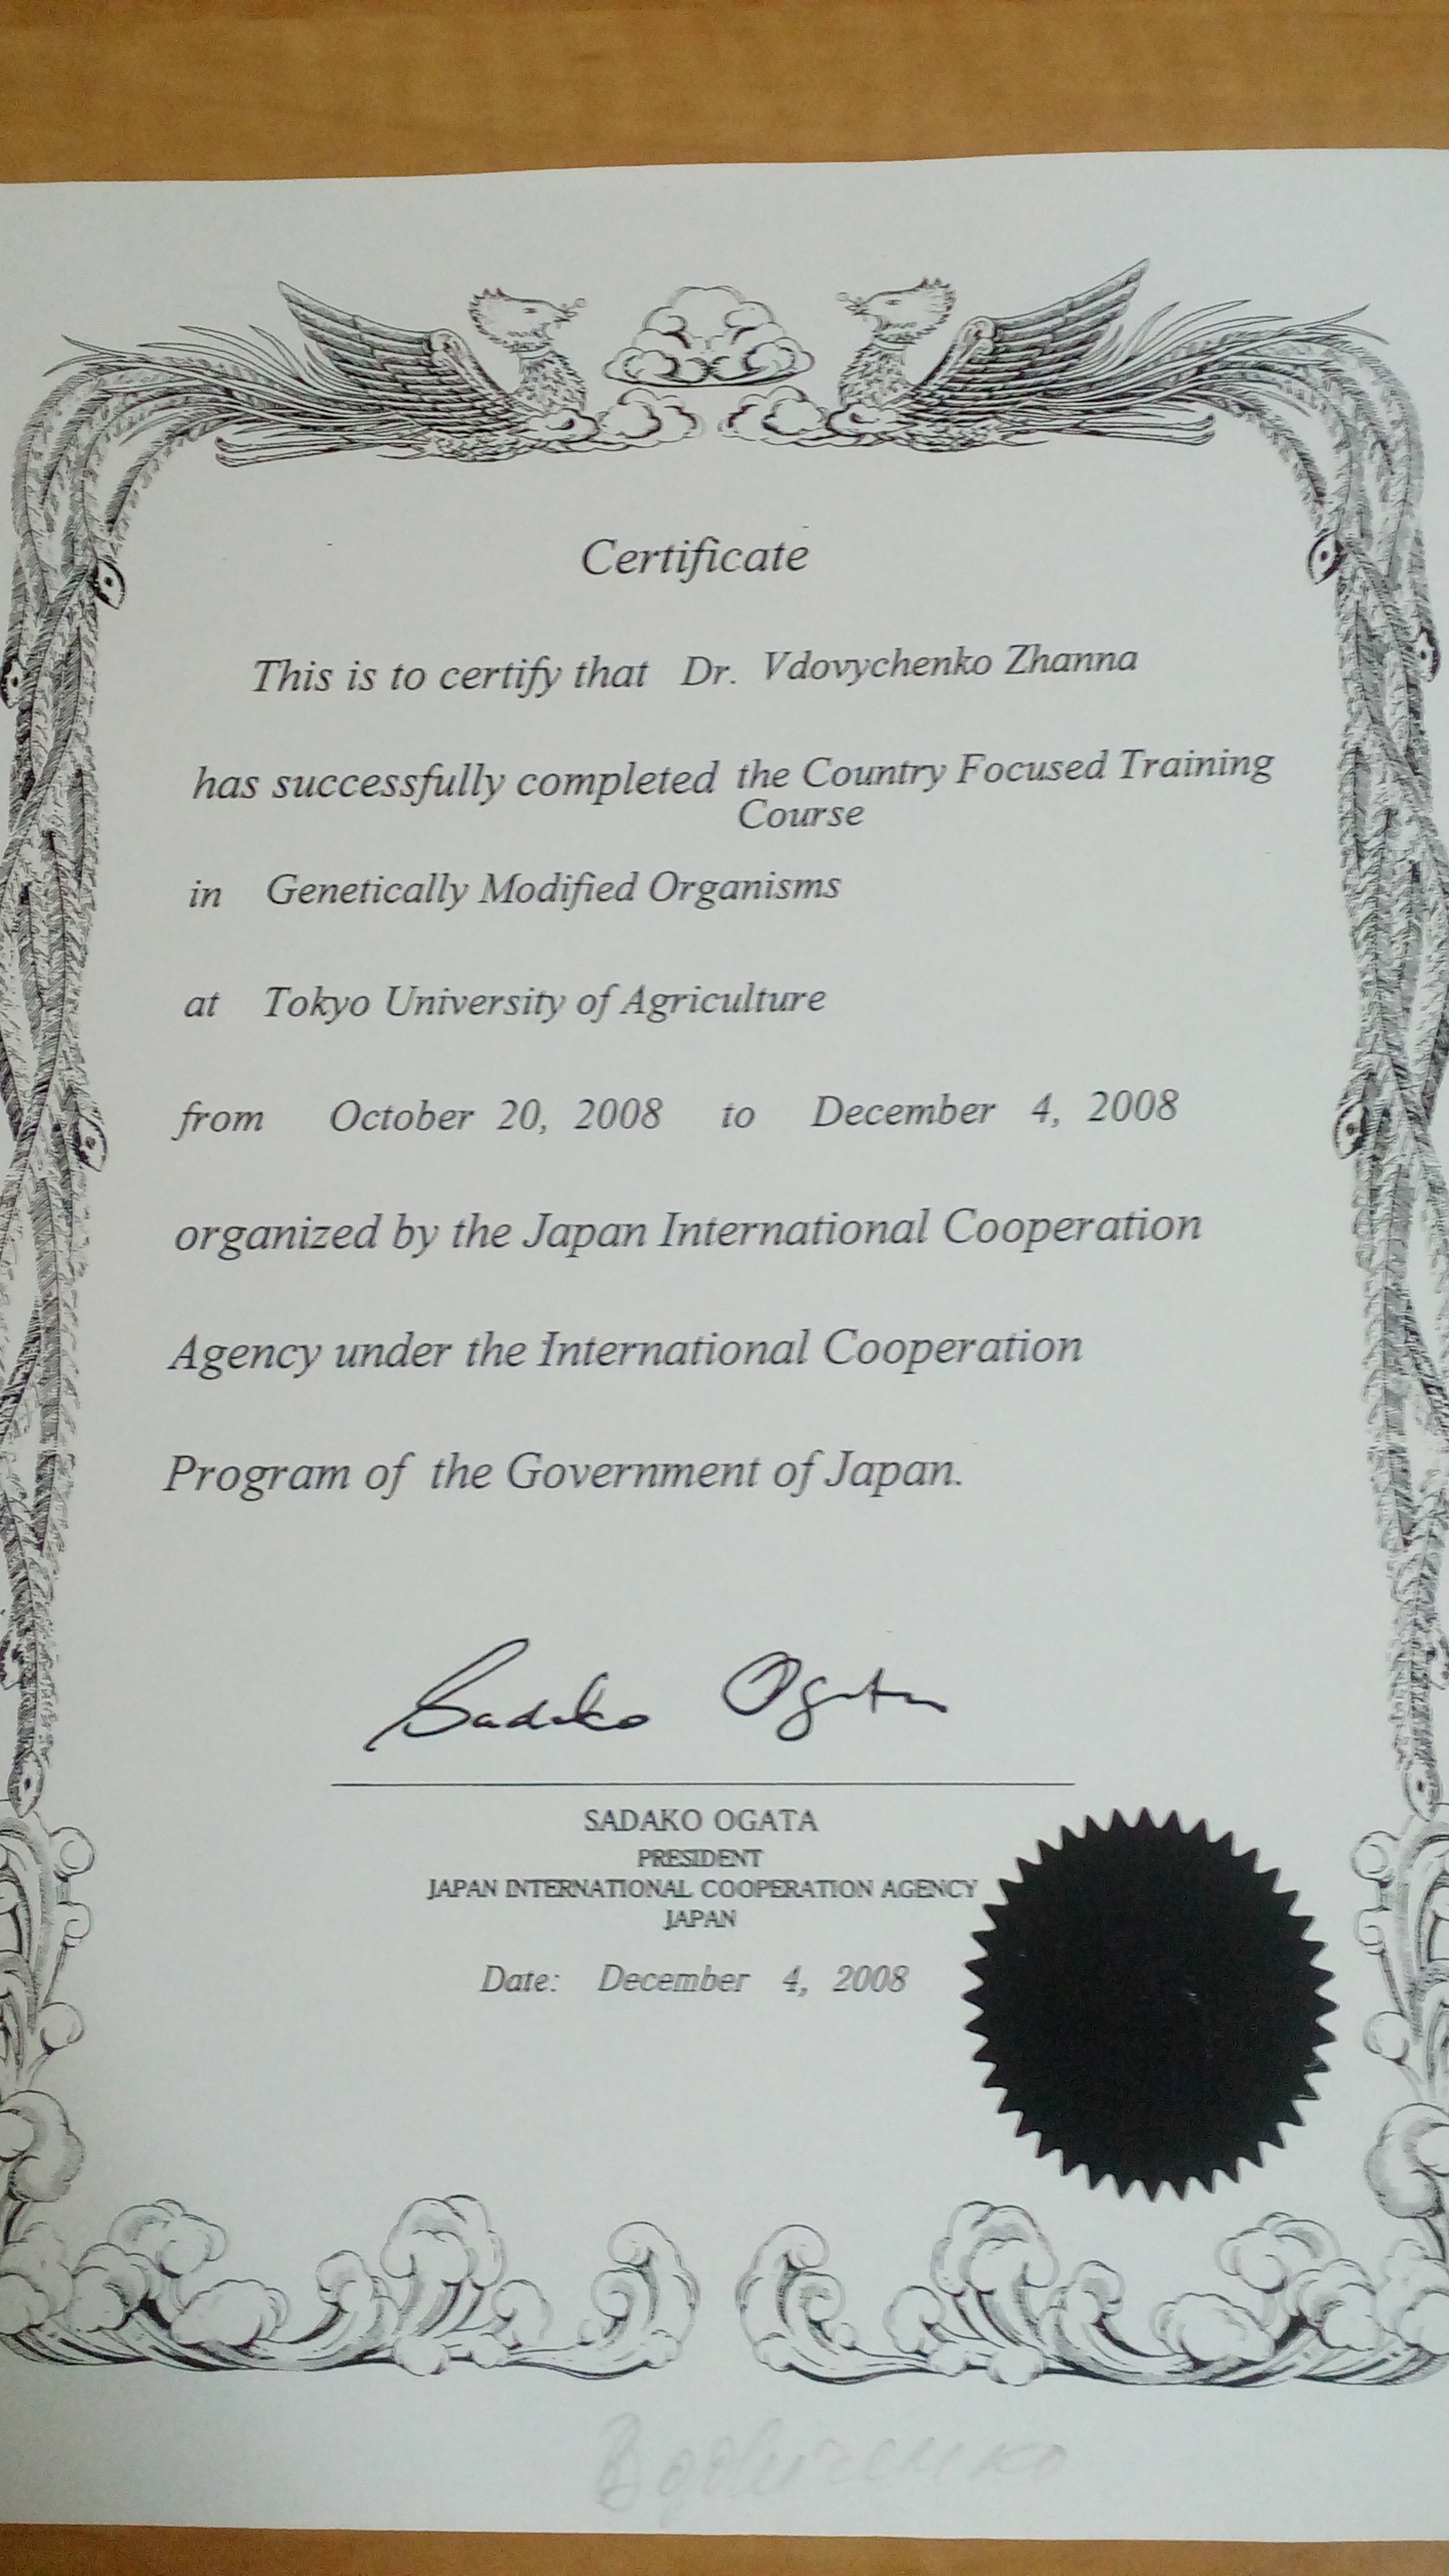 Certificate
This is to certify that Dr. Vdovychenko Zhanna
has successfully completed the Country Focused Training
Course
in Genetically Modified Organisms
at Tokyo University of Agriculture
from October 20, 2008 to December 4, 2008
organized by the Japan International Cooperation
Agency under the International Cooperation
Program of the Government of Japan.
Sadako Ogata
SADAKO OGATA
PRESIDENT
JAPAN INTERNATIONAL COOPERATION AGENCY
JAPAN
Date: December 4, 2008
Вдовиченко